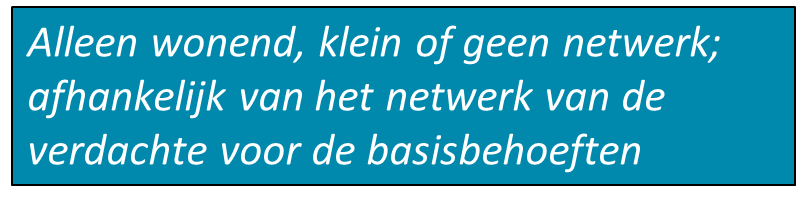 Alleen wonend, klein of geen netwerk;
afhankelijk van het netwerk van de
verdachte voor de basisbehoeften